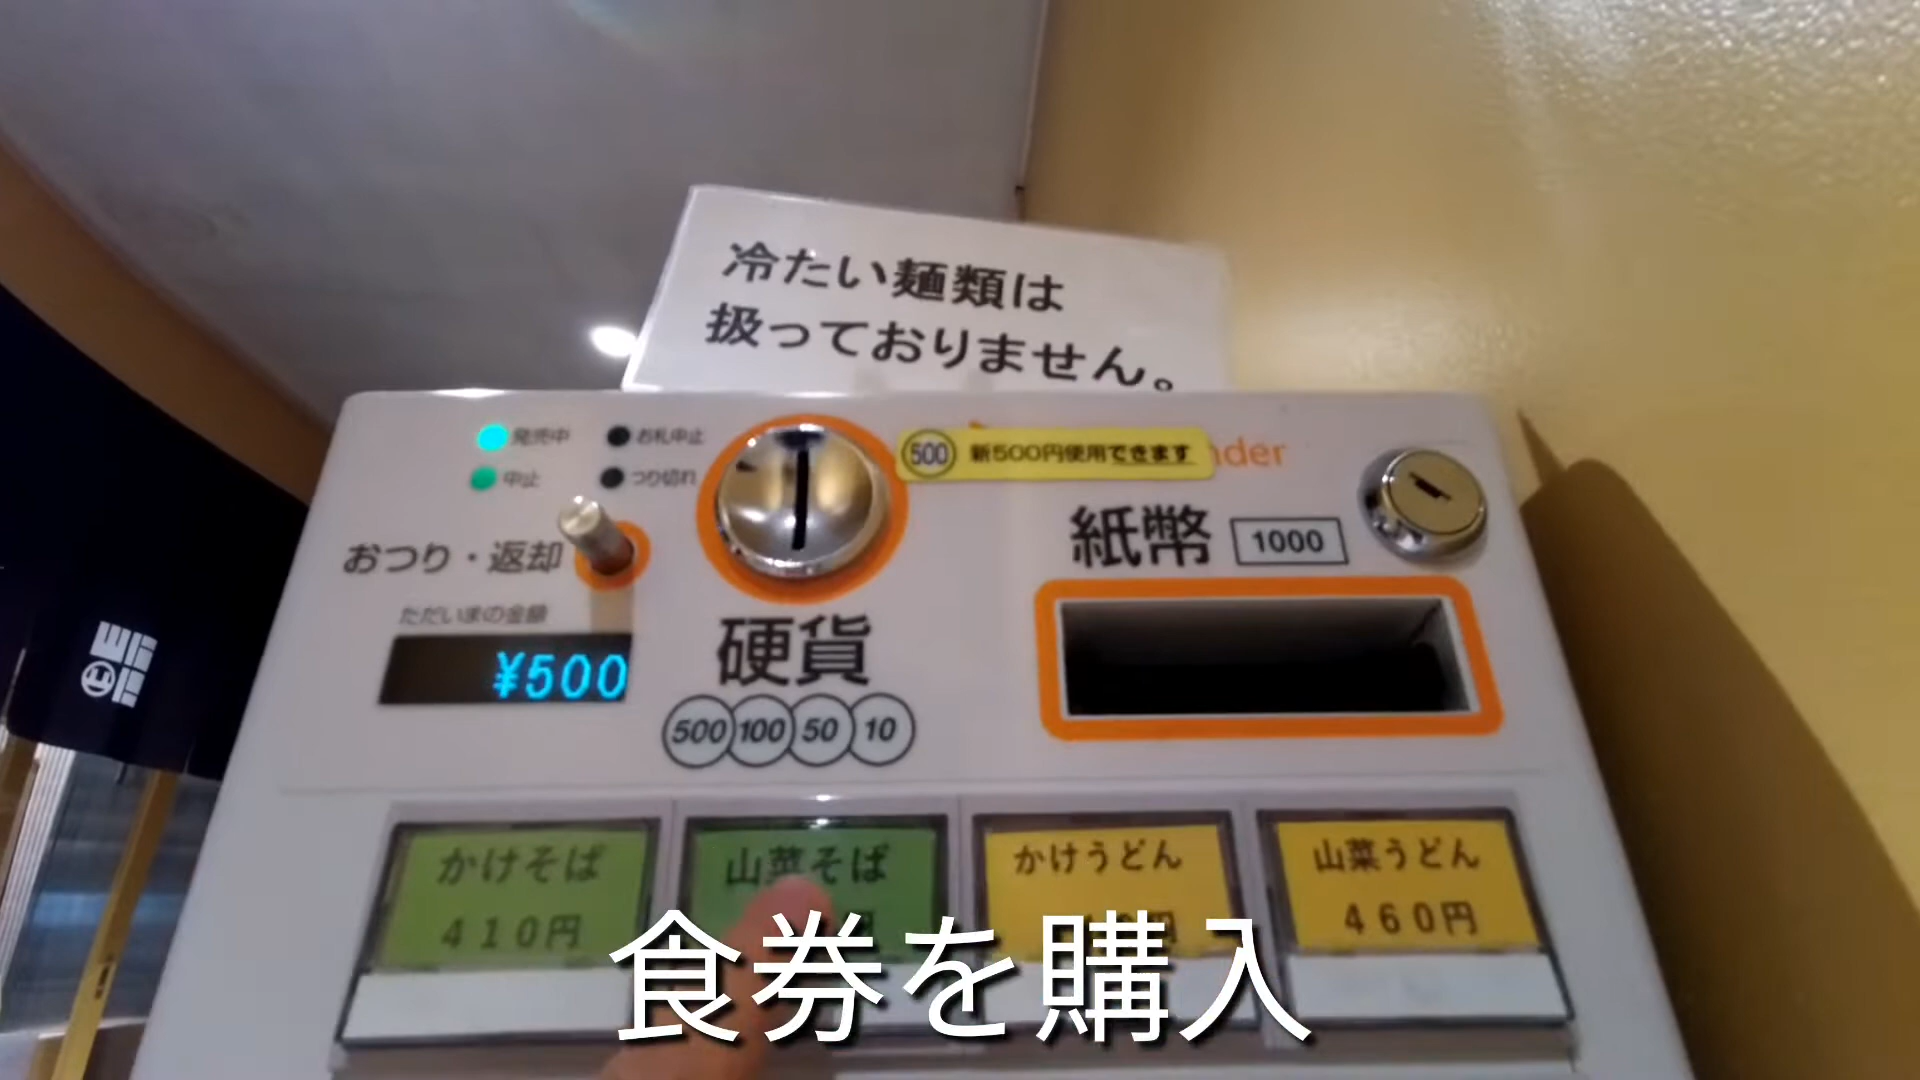 冷たい麺類は
扱っておりません。
発売中
お札中止
中止
つり切れ
500 新500円使用できます
nder
おつり・返却
紙幣 1000
ただいまの金額
¥500
硬貨
500 100 50 10
かけそば
410円
山菜そば
円
かけうどん
円
山菜うどん
460円
食券を購入